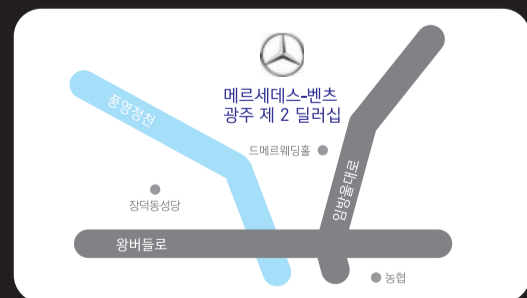 메르세데스-벤츠
광주 제 2 딜러십
풍영정천
드메르웨딩홀
임방울대로
장덕동성당
왕버들로
농협